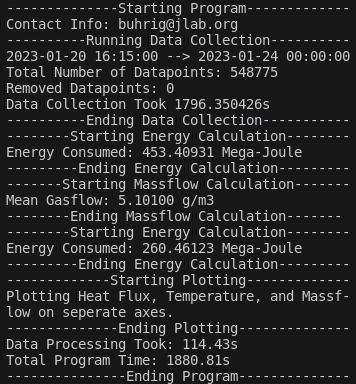 --------------Starting Program-------------
Contact Info: buhrig@jlab.org
----------Running Data Collection----------
2023-01-20 16:15:00 --> 2023-01-24 00:00:00
Total Number of Datapoints: 548775
Removed Datapoints: 0
Data Collection Took 1796.350426s
----------Ending Data Collection-----------
--------Starting Energy Calculation--------
Energy Consumed: 453.40931 Mega-Joule
---------Ending Energy Calculation---------
-------Starting Massflow Calculation-------
Mean Gasflow: 5.10100 g/m3
--------Ending Massflow Calculation-------
--------Starting Energy Calculation--------
Energy Consumed: 260.46123 Mega-Joule
---------Ending Energy Calculation---------
-------------Starting Plotting-------------
Plotting Heat Flux, Temperature, and Massf-
low on seperate axes.
--------------Ending Plotting--------------
Data Processing Took: 114.43s
Total Program Time: 1880.81s
---------------Ending Program--------------